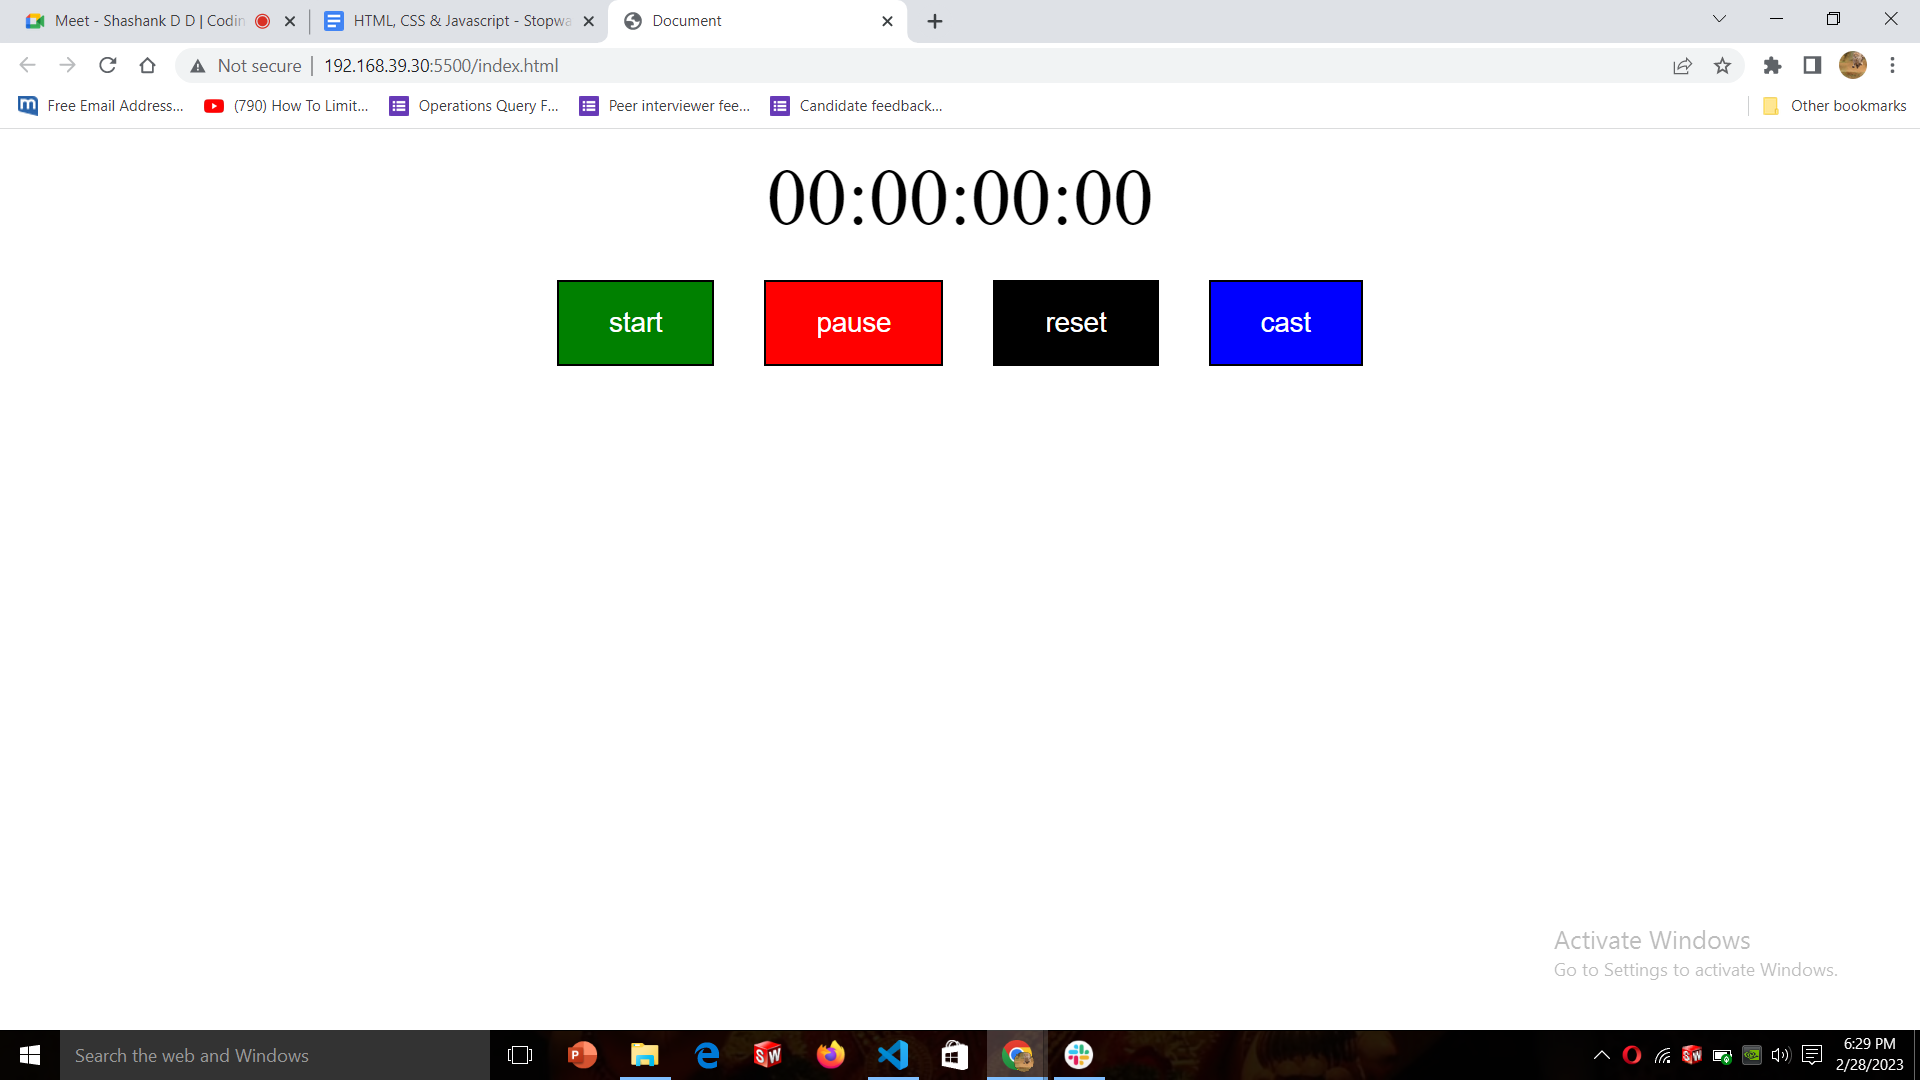 Meet - Shashank D D | Codin
HTML, CSS & Javascript - Stopwa
Document
Not secure | 192.168.39.30:5500/index.html
Free Email Address...
(790) How To Limit...
Operations Query F...
Peer interviewer fee...
Candidate feedback...
Other bookmarks
00:00:00:00
start
pause
reset
cast
Activate Windows
Go to Settings to activate Windows.
Search the web and Windows
6:29 PM
2/28/2023